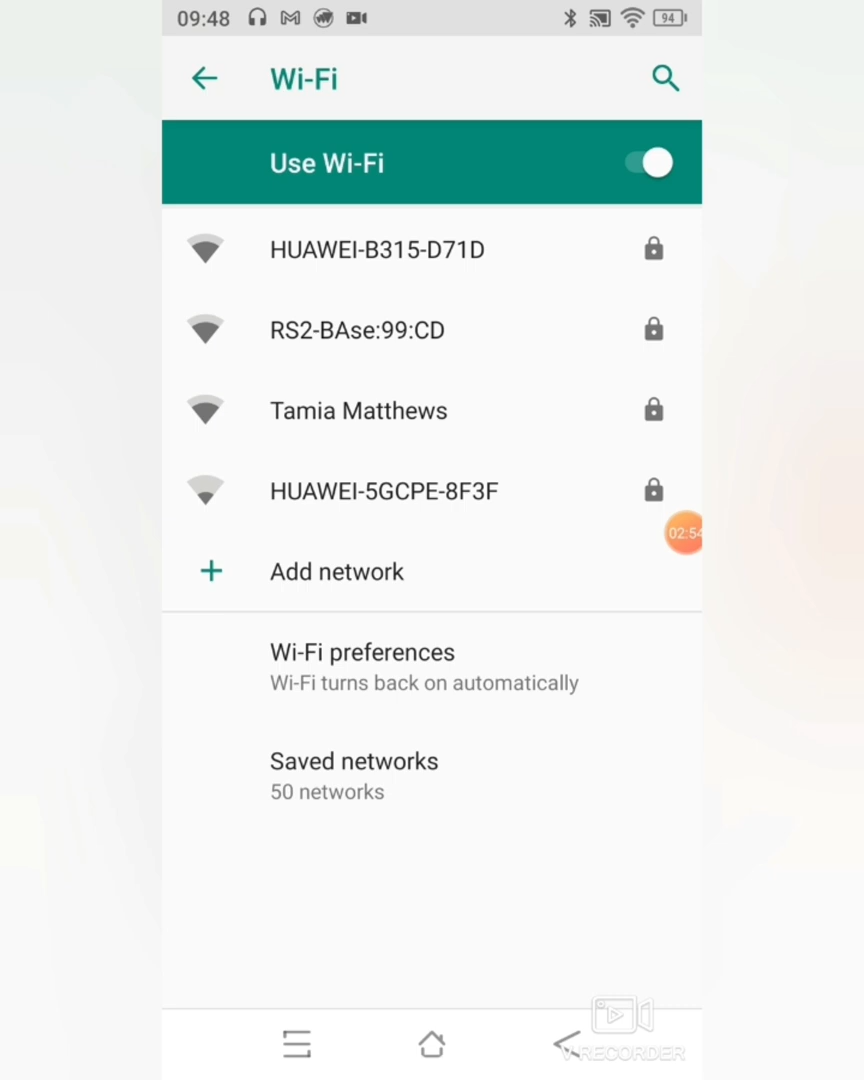 09:48
94
Wi-Fi
Use Wi-Fi
HUAWEI-B315-D71D
RS2-BAse:99:CD
Tamia Matthews
HUAWEI-5GCPE-8F3F
02:54
Add network
Wi-Fi preferences
Wi-Fi turns back on automatically
Saved networks
50 networks
V RECORDER